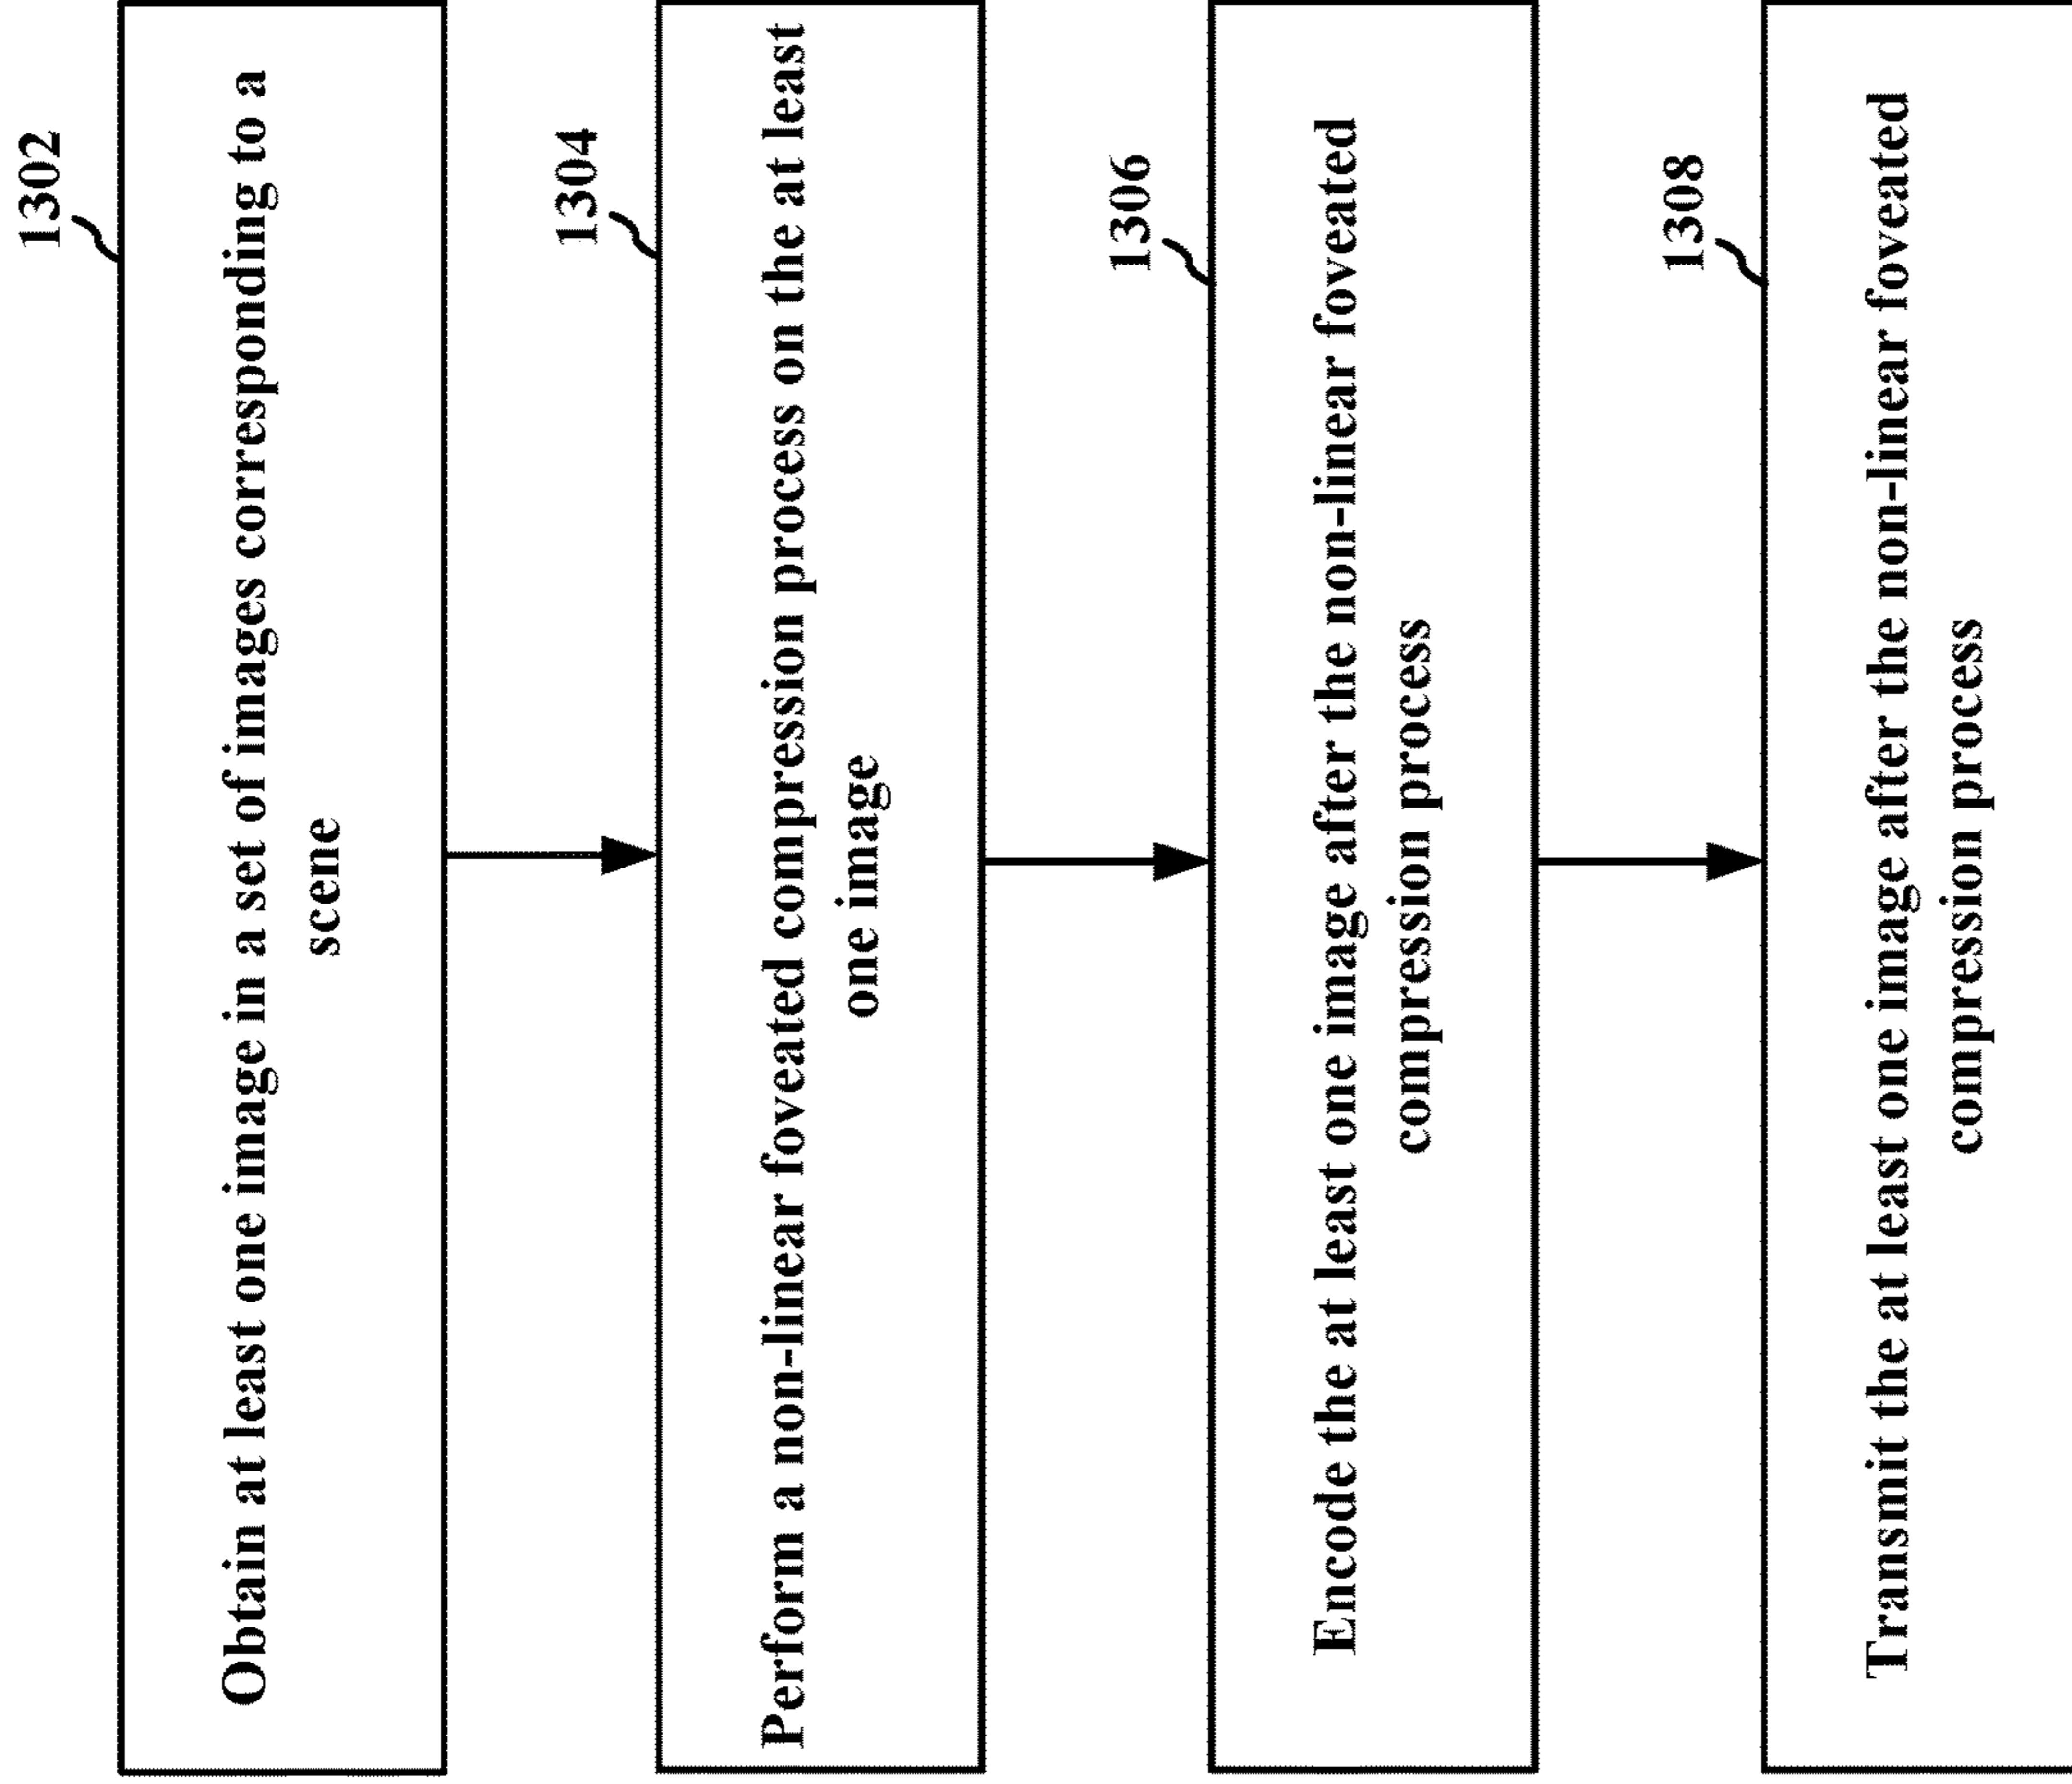 1302
Obtain at least one image in a set of images corresponding to a
scene
1304
Perform a non-linear foveated compression process on the at least
one image
1306
Encode the at least one image after the non-linear foveated
compression process
1308
Transmit the at least one image after the non-linear foveated
compression process